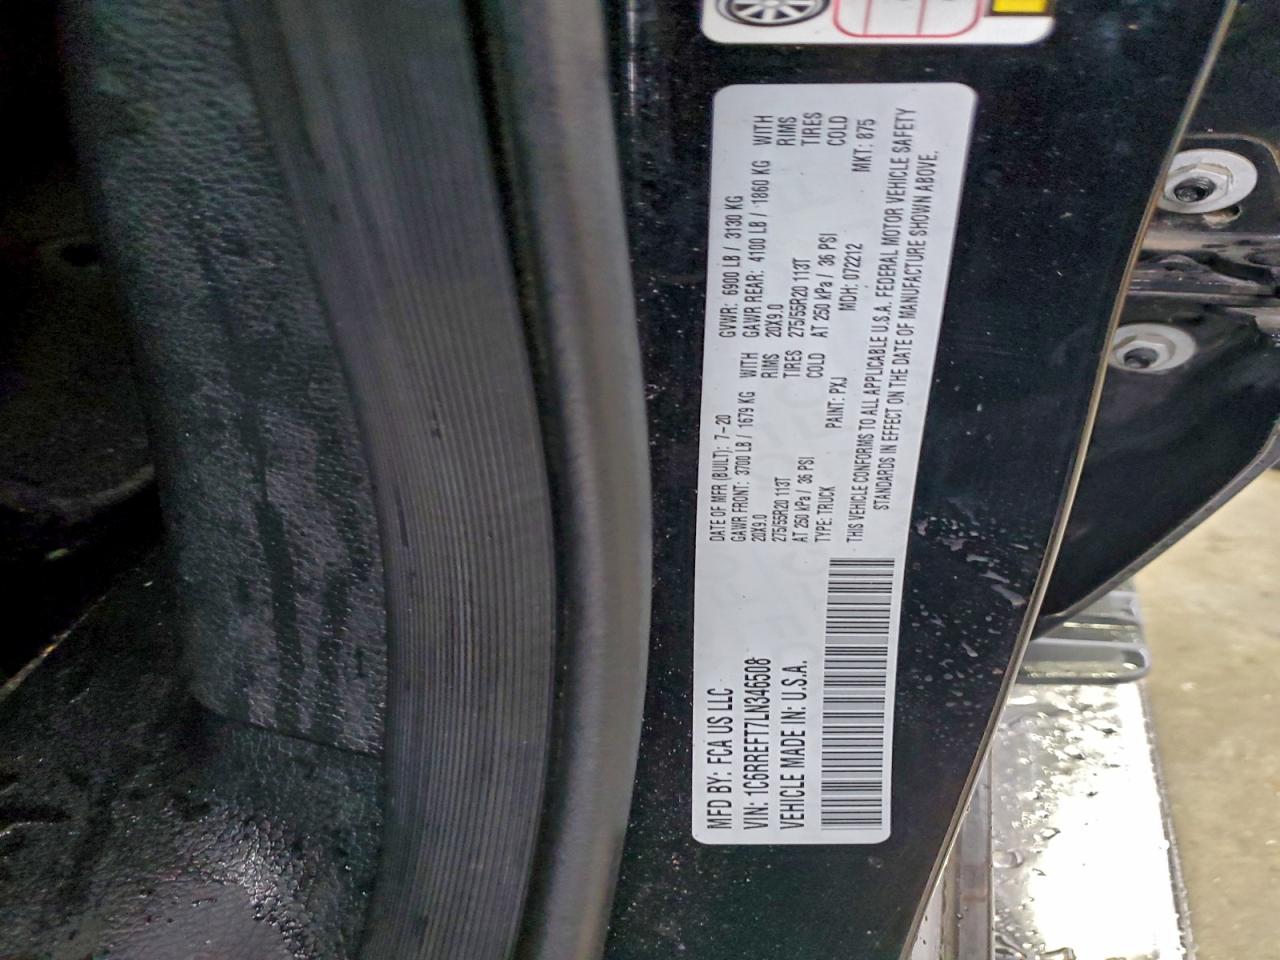 MFD BY: FCA US LLC
DATE OF MFR (BUILT): 7-20
GVWR: 6900 LB / 3130 KG
VIN: 1C6RREFT7LN346508
GAWR FRONT: 3700 LB / 1679 KG WITH
20X9.0 RIMS
275/55R20 113T TIRES
AT 250 kPa / 36 PSI COLD
GAWR REAR: 4100 LB / 1860 KG WITH
20X9.0 RIMS
275/55R20 113T TIRES
AT 250 kPa / 36 PSI COLD
VEHICLE MADE IN: U.S.A.
TYPE: TRUCK PAINT: PXJ MDH: 072212 MKT: 875
THIS VEHICLE CONFORMS TO ALL APPLICABLE U.S.A. FEDERAL MOTOR VEHICLE SAFETY
STANDARDS IN EFFECT ON THE DATE OF MANUFACTURE SHOWN ABOVE.